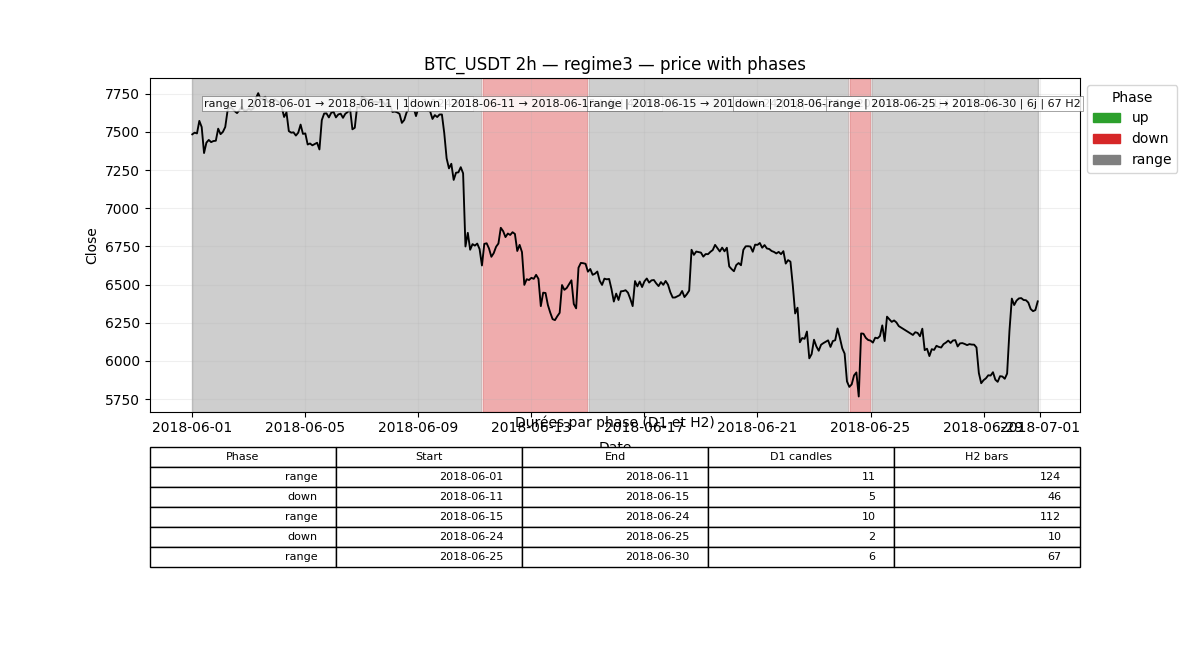 BTC_USDT 2h — regime3 — price with phases
range | 2018-06-01 → 2018-06-11 | 1
down | 2018-06-11 → 2018-06-1
range | 2018-06-15 → 201
down | 2018-06-
range | 2018-06-25 → 2018-06-30 | 6j | 67 H2
Phase
up
down
range
7750
7500
7250
7000
6750
6500
6250
6000
5750
Close
2018-06-01 2018-06-05 2018-06-09 2018-06-13 2018-06-17 2018-06-21 2018-06-25 2018-06-29 2018-07-01
Date
Durées par phase (D1 et H2)
Phase Start End D1 candles H2 bars
range 2018-06-01 2018-06-11 11 124
down 2018-06-11 2018-06-15 5 46
range 2018-06-15 2018-06-24 10 112
down 2018-06-24 2018-06-25 2 10
range 2018-06-25 2018-06-30 6 67